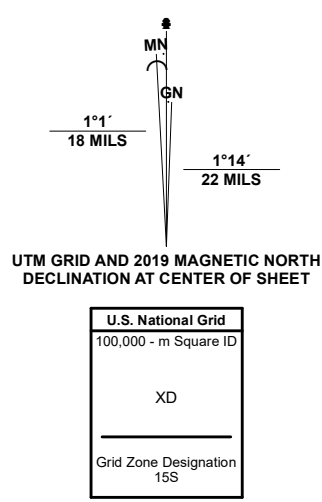 MN
GN
1°1´
18 MILS
1°14´
22 MILS
UTM GRID AND 2019 MAGNETIC NORTH
DECLINATION AT CENTER OF SHEET
U.S. National Grid
100,000 - m Square ID
XD
Grid Zone Designation
15S